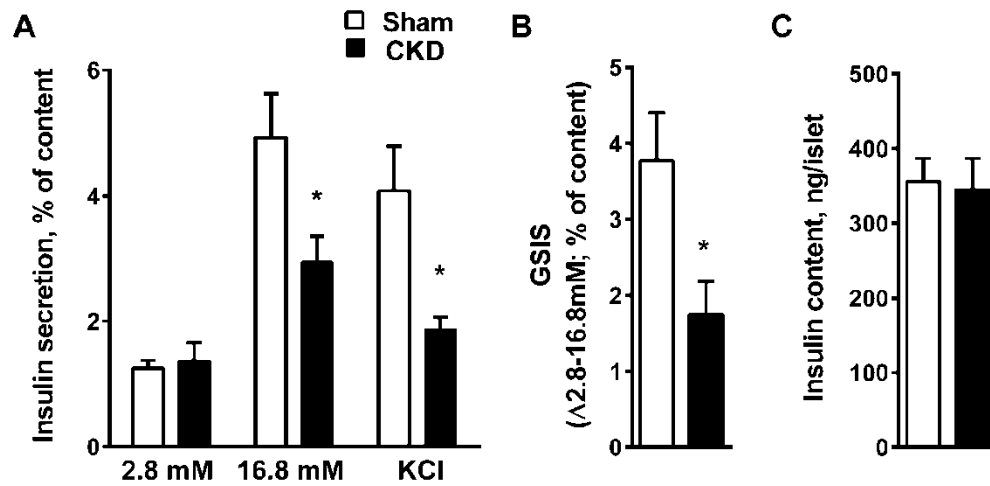 A
Sham
CKD
Insulin secretion, % of content
6
4
2
0
*
*
2.8 mM
16.8 mM
KCl
B
GSIS
(Δ2.8-16.8mM; % of content)
5
4
3
2
1
0
*
C
Insulin content, ng/islet
500
400
300
200
100
0